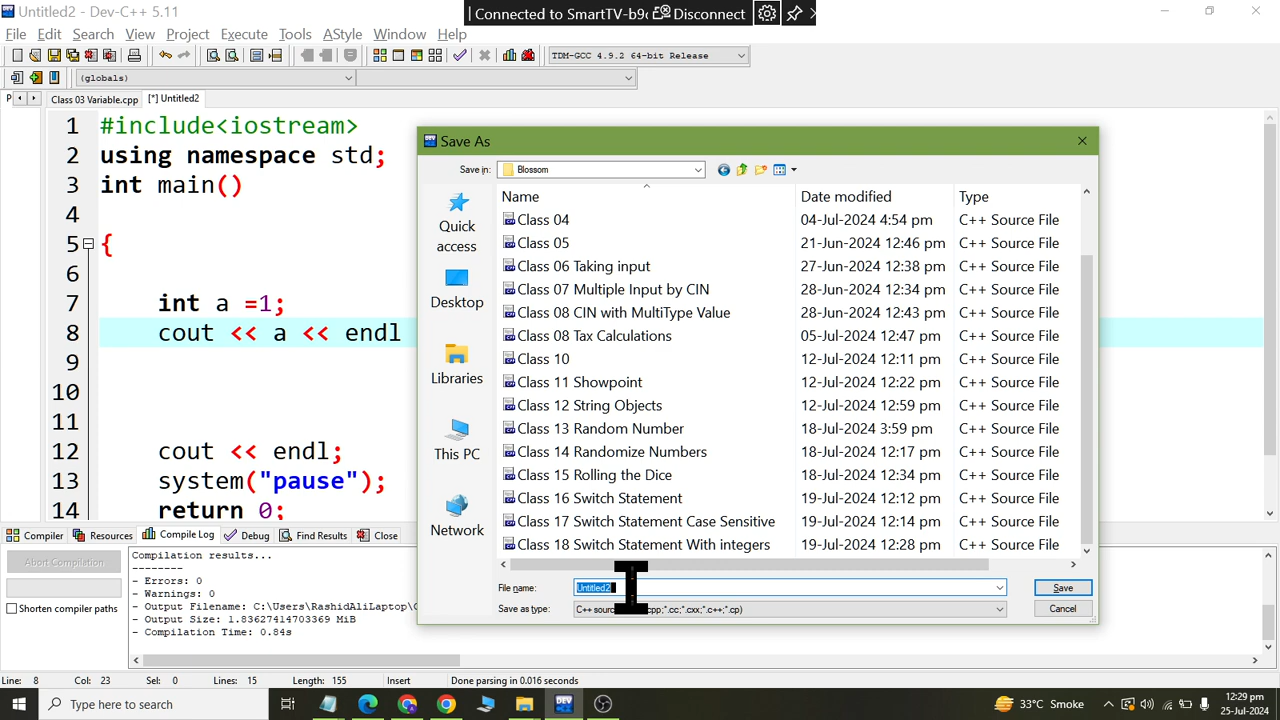 Untitled2 - Dev-C++ 5.11
Connected to SmartTV-b9 Disconnect
File Edit Search View Project Execute Tools AStyle Window Help
TDM-GCC 4.9.2 64-bit Release
(globals)
P Class 03 Variable.cpp [*] Untitled2
1 #include<iostream>
2 using namespace std;
3 int main()
4
5 {
6
7 int a =1;
8 cout << a << endl
9
10
11
12 cout << endl;
13 system("pause");
14 return 0;
Save As
Save in: Blossom
Name Date modified Type
Class 04 04-Jul-2024 4:54 pm C++ Source File
Class 05 21-Jun-2024 12:46 pm C++ Source File
Class 06 Taking input 27-Jun-2024 12:38 pm C++ Source File
Class 07 Multiple Input by CIN 28-Jun-2024 12:34 pm C++ Source File
Class 08 CIN with MultiType Value 28-Jun-2024 12:43 pm C++ Source File
Class 08 Tax Calculations 05-Jul-2024 12:47 pm C++ Source File
Class 10 12-Jul-2024 12:11 pm C++ Source File
Class 11 Showpoint 12-Jul-2024 12:22 pm C++ Source File
Class 12 String Objects 12-Jul-2024 12:59 pm C++ Source File
Class 13 Random Number 18-Jul-2024 3:59 pm C++ Source File
Class 14 Randomize Numbers 18-Jul-2024 12:17 pm C++ Source File
Class 15 Rolling the Dice 18-Jul-2024 12:34 pm C++ Source File
Class 16 Switch Statement 19-Jul-2024 12:12 pm C++ Source File
Class 17 Switch Statement Case Sensitive 19-Jul-2024 12:14 pm C++ Source File
Class 18 Switch Statement With integers 19-Jul-2024 12:28 pm C++ Source File
Quick
access
Desktop
Libraries
This PC
Network
File name: Untitled2 Save
Save as type: C++ sour cpp;*.cc;*.cxx;*.c++;*.cp) Cancel
Compiler Resources Compile Log Debug Find Results Close
Abort Compilation
Shorten compiler paths
Compilation results...
--------
- Errors: 0
- Warnings: 0
- Output Filename: C:\Users\RashidAliLaptop\
- Output Size: 1.83627414703369 MiB
- Compilation Time: 0.84s
Line: 8 Col: 23 Sel: 0 Lines: 15 Length: 155 Insert Done parsing in 0.016 seconds
Type here to search
33°C Smoke
12:29 pm
25-Jul-2024